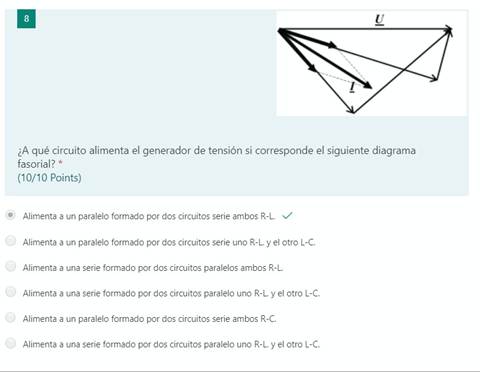 8
U
I
¿A qué circuito alimenta el generador de tensión si corresponde el siguiente diagrama
fasorial? *
(10/10 Points)
Alimenta a un paralelo formado por dos circuitos serie ambos R-L.
Alimenta a un paralelo formado por dos circuitos serie uno R-L. y el otro L-C.
Alimenta a una serie formado por dos circuitos paralelos ambos R-L.
Alimenta a una serie formado por dos circuitos paralelo uno R-L. y el otro L-C.
Alimenta a un paralelo formado por dos circuitos serie ambos R-C.
Alimenta a una serie formado por dos circuitos paralelo uno R-L. y el otro L-C.